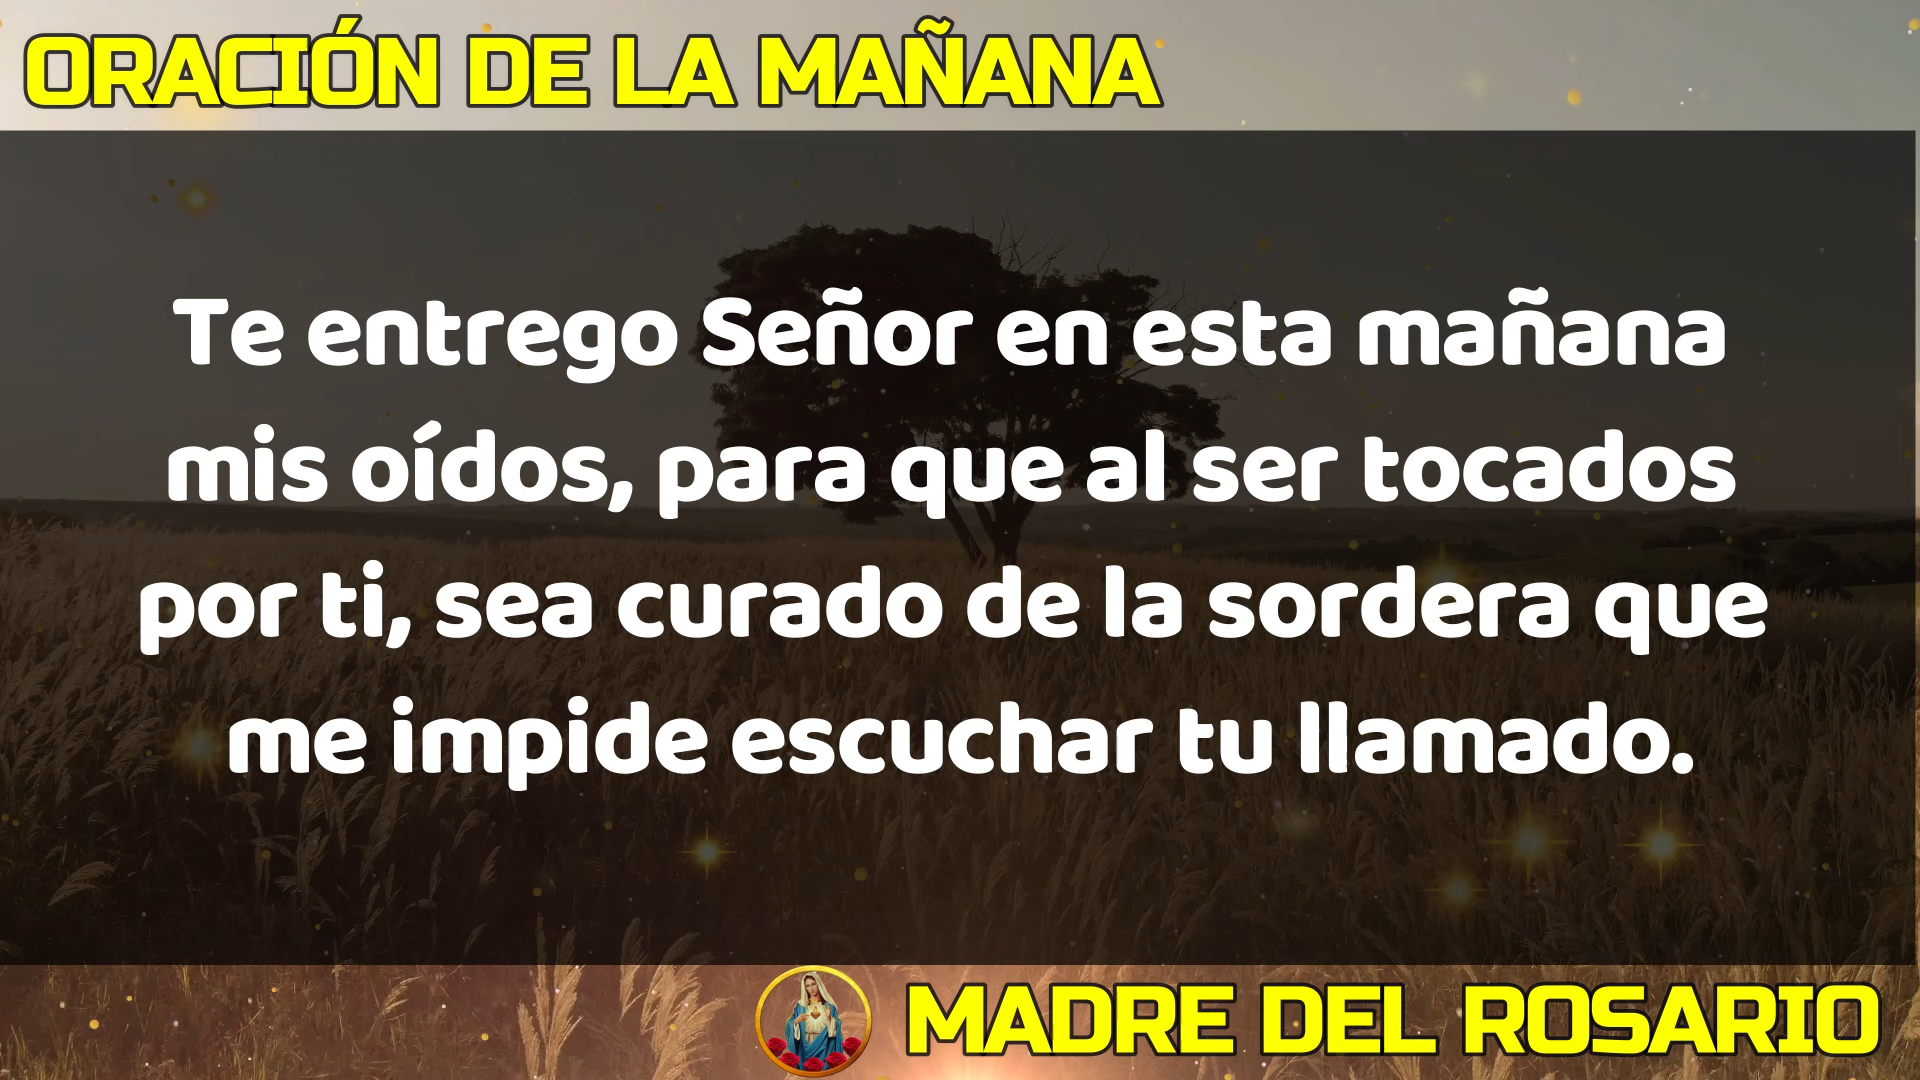 ORACIÓN DE LA MAÑANA
Te entrego Señor en esta mañana
mis oídos, para que al ser tocados
por ti, sea curado de la sordera que
me impide escuchar tu llamado.
MADRE DEL ROSARIO